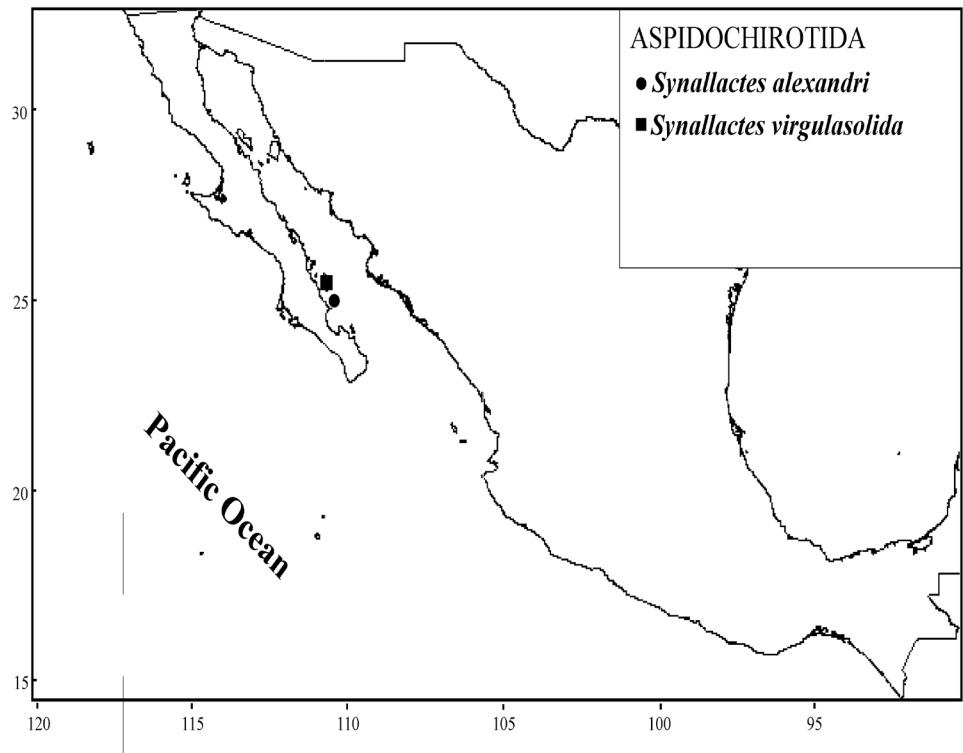 ASPIDOCHIROTIDA
Synallactes alexandri
Synallactes virgulasolida
30
25
20
15
Pacific Ocean
120
115
110
105
100
95